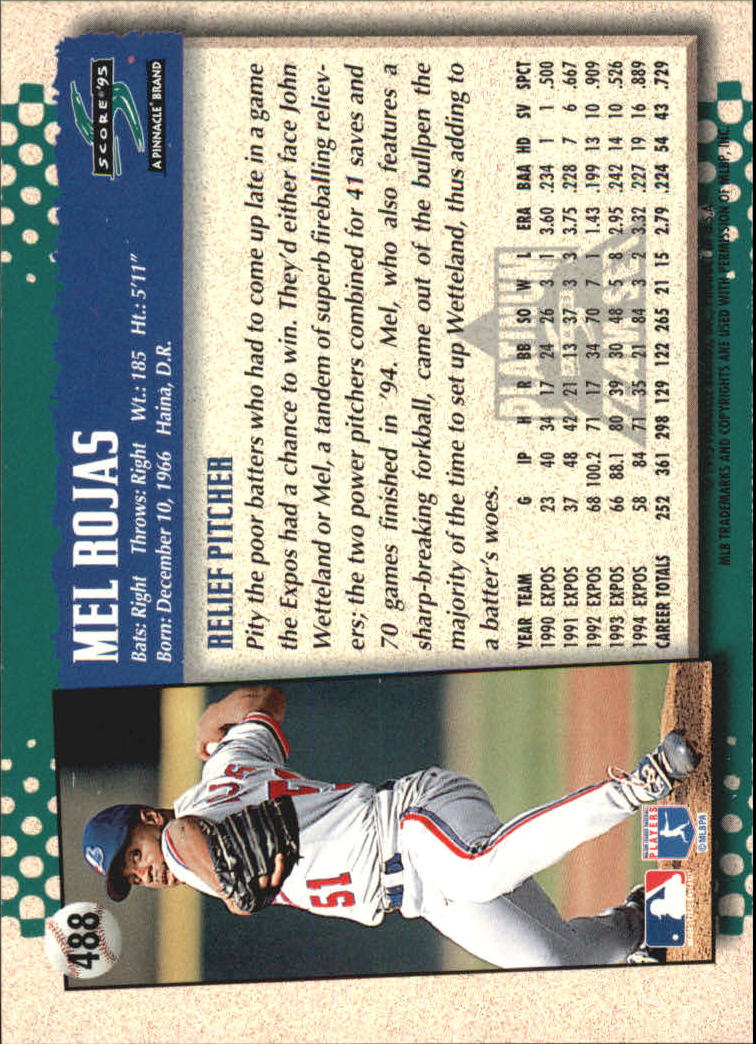 MEL ROJAS
Bats: Right Throws: Right Wt.: 185 Ht.: 5'11"
Born: December 10, 1966 Haina, D.R.
SCORE '95
A PINNACLE BRAND
RELIEF PITCHER
Pity the poor batters who had to come up late in a game
the Expos had a chance to win. They'd either face John
Wetteland or Mel, a tandem of superb fireballing reliev-
ers; the two power pitchers combined for 41 saves and
70 games finished in '94. Mel, who also features a
sharp-breaking forkball, came out of the bullpen the
majority of the time to set up Wetteland, thus adding to
a batter's woes.
YEAR TEAM G IP H R BB SO W L ERA BAA HD SV SPCT
1990 EXPOS 23 40 34 17 24 26 3 1 3.60 .234 1 1 .500
1991 EXPOS 37 48 42 21 13 37 3 3 3.75 .228 7 6 .667
1992 EXPOS 68 100.2 71 17 34 70 7 1 1.43 .199 13 10 .909
1993 EXPOS 66 88.1 80 39 30 48 5 8 2.95 .242 14 10 .526
1994 EXPOS 58 84 71 35 21 84 3 2 3.32 .227 19 16 .889
CAREER TOTALS 252 361 298 129 122 265 21 15 2.79 .224 54 43 .729
PLATINUM
MLB TRADEMARKS AND COPYRIGHTS ARE USED WITH PERMISSION OF MLBP, INC.
488
51
PLAYERS
© MLBPA